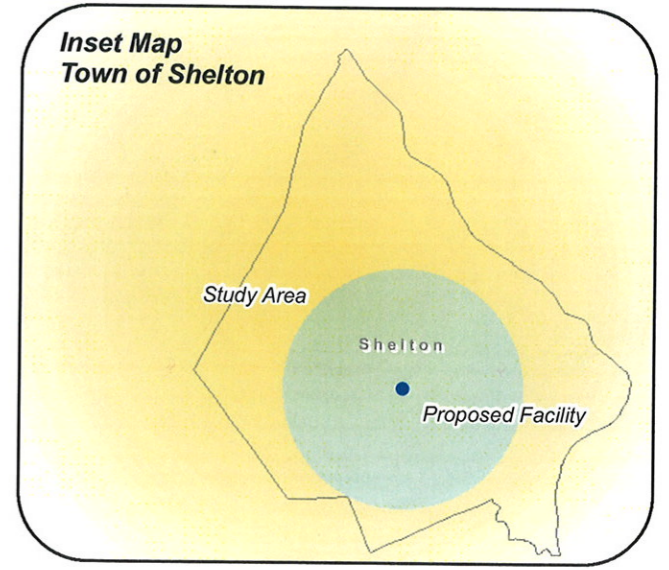 Inset Map
Town of Shelton
Study Area
Shelton
Proposed Facility